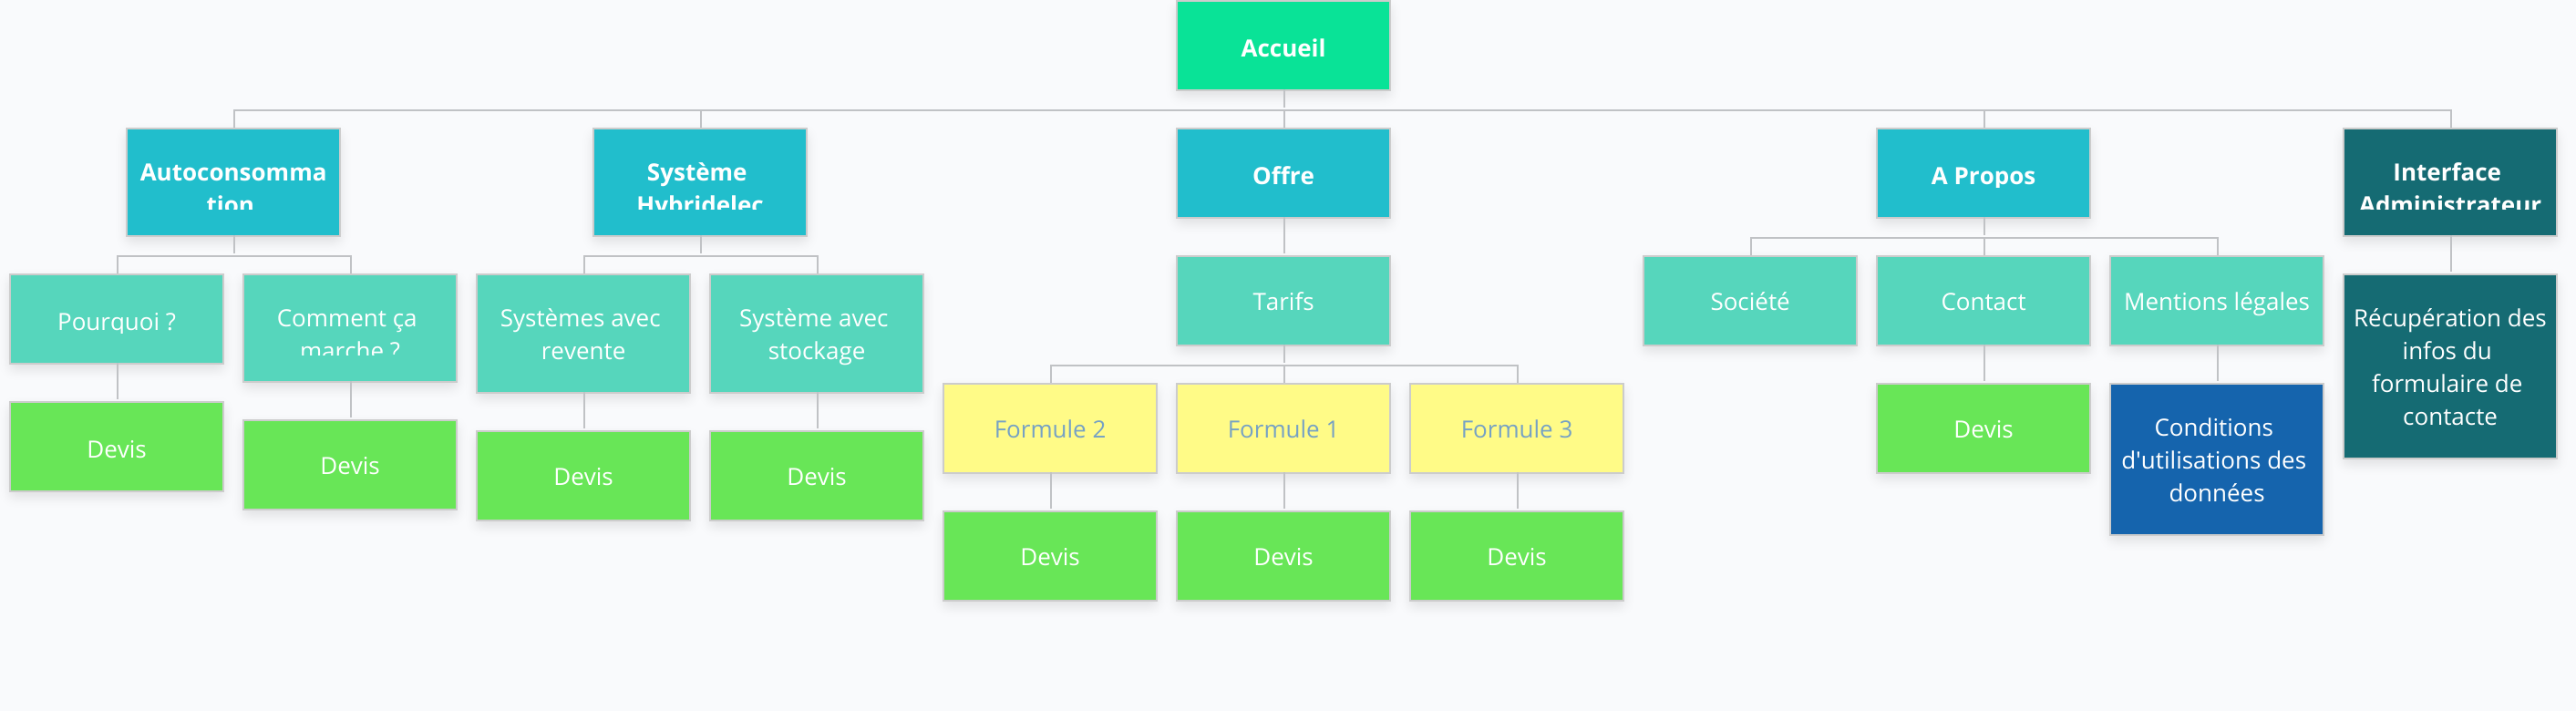 Accueil
Autoconsomma
tion
Système
Hybridelec
Offre
A Propos
Interface
Administrateur
Pourquoi ?
Comment ça
marche ?
Systèmes avec
revente
Système avec
stockage
Tarifs
Société
Contact
Mentions légales
Récupération des
infos du
formulaire de
contacte
Devis
Devis
Devis
Devis
Formule 2
Formule 1
Formule 3
Devis
Conditions
d'utilisations des
données
Devis
Devis
Devis